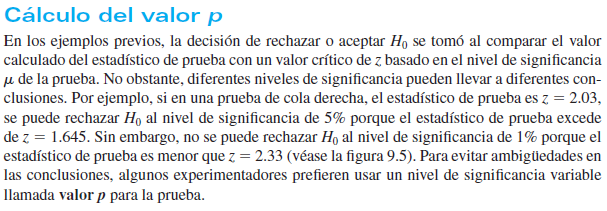 Cálculo del valor p
En los ejemplos previos, la decisión de rechazar o aceptar H₀ se tomó al comparar el valor
calculado del estadístico de prueba con un valor crítico de z basado en el nivel de significancia
μ de la prueba. No obstante, diferentes niveles de significancia pueden llevar a diferentes con-
clusiones. Por ejemplo, si en una prueba de cola derecha, el estadístico de prueba es z = 2.03,
se puede rechazar H₀ al nivel de significancia de 5% porque el estadístico de prueba excede
de z = 1.645. Sin embargo, no se puede rechazar H₀ al nivel de significancia de 1% porque el
estadístico de prueba es menor que z = 2.33 (véase la figura 9.5). Para evitar ambigüedades en
las conclusiones, algunos experimentadores prefieren usar un nivel de significancia variable
llamada valor p para la prueba.